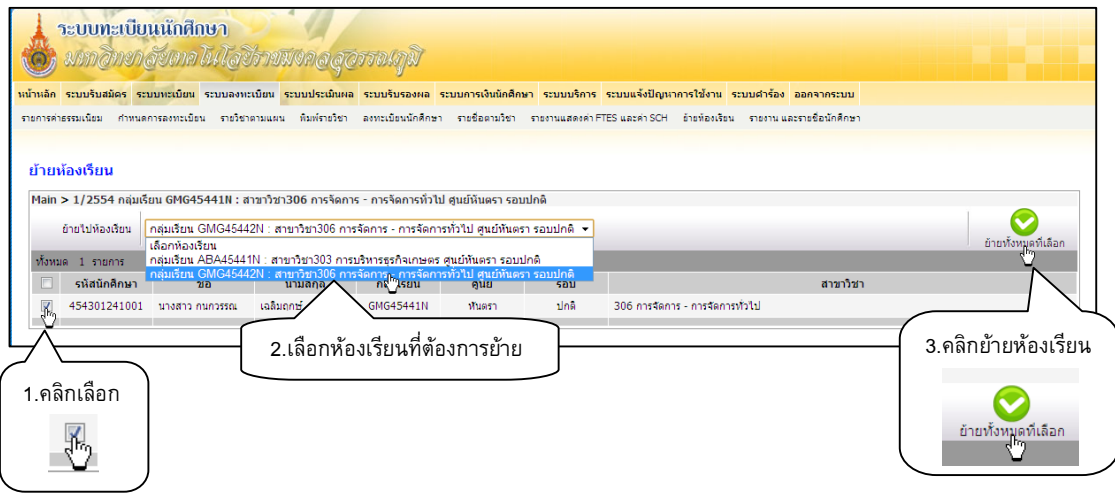 ระบบทะเบียนนักศึกษา
มหาวิทยาลัยเทคโนโลยีราชมงคลสุวรรณภูมิ
หน้าหลัก ระบบรับสมัคร ระบบทะเบียน ระบบลงทะเบียน ระบบประเมินผล ระบบรับรองผล ระบบการเงินนักศึกษา ระบบบริการ ระบบแจ้งปัญหาการใช้งาน ระบบคำร้อง ออกจากระบบ
รายการค่าธรรมเนียม กำหนดการลงทะเบียน รายวิชาตามแผน พิมพ์รายวิชา ลงทะเบียนนักศึกษา รายชื่อตามวิชา รายงานแสดงค่า FTES และค่า SCH ย้ายห้องเรียน รายงาน และรายชื่อนักศึกษา
ย้ายห้องเรียน
Main > 1/2554 กลุ่มเรียน GMG45441N : สาขาวิชา306 การจัดการ - การจัดการทั่วไป ศูนย์หันตรา รอบปกติ
ย้ายไปห้องเรียน กลุ่มเรียน GMG45442N : สาขาวิชา306 การจัดการ - การจัดการทั่วไป ศูนย์หันตรา รอบปกติ
ย้ายทั้งหมดที่เลือก
เลือกห้องเรียน
กลุ่มเรียน ABA45441N : สาขาวิชา303 การบริหารธุรกิจเกษตร ศูนย์หันตรา รอบปกติ
ทั้งหมด 1 รายการ
กลุ่มเรียน GMG45442N : สาขาวิชา306 การจัดการ - การจัดการทั่วไป ศูนย์หันตรา รอบปกติ
รหัสนักศึกษา ชื่อ นามสกุล กลุ่มเรียน ศูนย์ รอบ สาขาวิชา
454301241001 นางสาว กนกวรรณ เฉลิมฤกษ์ GMG45441N หันตรา ปกติ 306 การจัดการ - การจัดการทั่วไป
2.เลือกห้องเรียนที่ต้องการย้าย
3.คลิกย้ายห้องเรียน
1.คลิกเลือก
ย้ายทั้งหมดที่เลือก